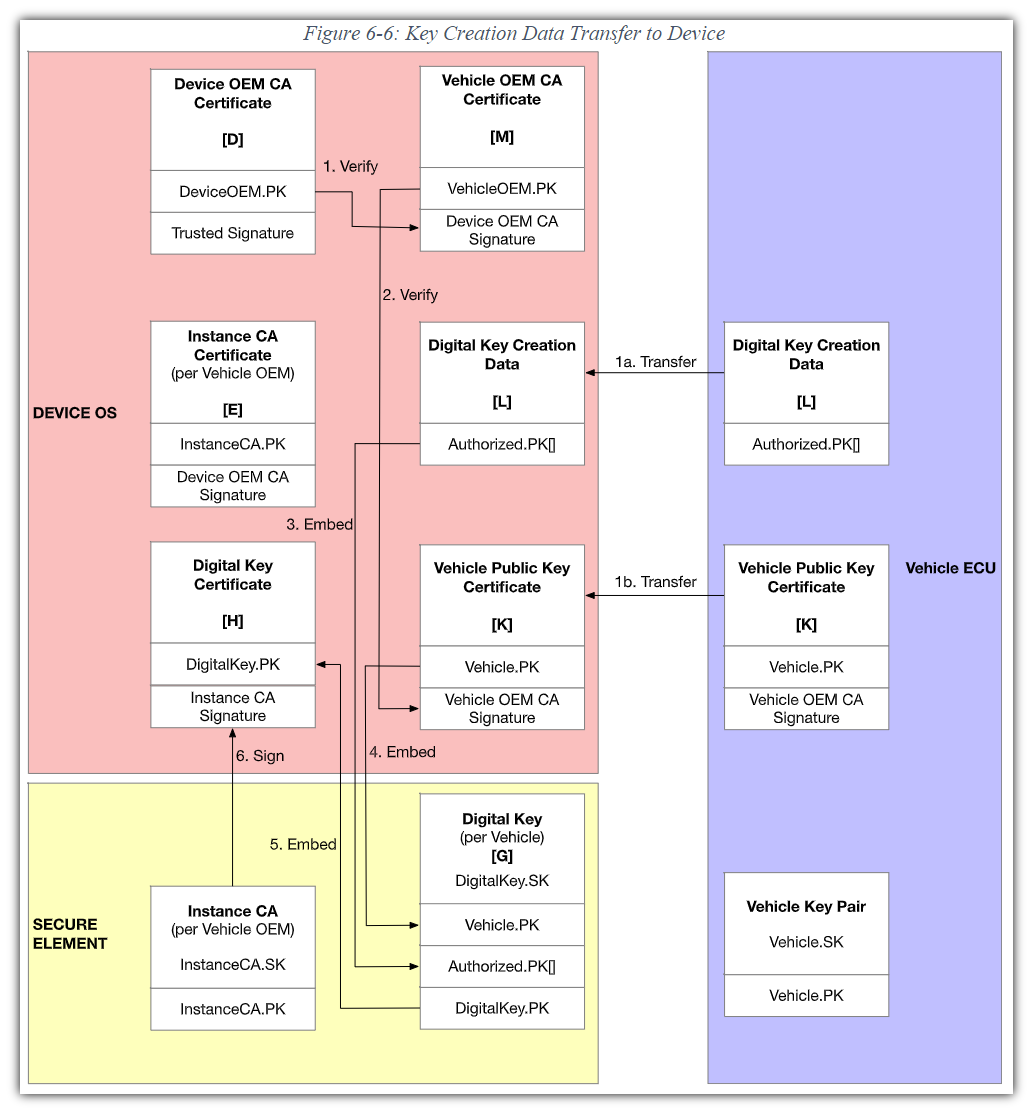 Figure 6-6: Key Creation Data Transfer to Device
Device OEM CA
Certificate
[D]
DeviceOEM.PK
Trusted Signature
1. Verify
Vehicle OEM CA
Certificate
[M]
VehicleOEM.PK
Device OEM CA
Signature
2. Verify
DEVICE OS
Instance CA
Certificate
(per Vehicle OEM)
[E]
InstanceCA.PK
Device OEM CA
Signature
Digital Key Creation
Data
[L]
Authorized.PK[]
1a. Transfer
Digital Key Creation
Data
[L]
Authorized.PK[]
3. Embed
Digital Key
Certificate
[H]
DigitalKey.PK
Instance CA
Signature
Vehicle Public Key
Certificate
[K]
Vehicle.PK
Vehicle OEM CA
Signature
1b. Transfer
Vehicle Public Key
Certificate
[K]
Vehicle.PK
Vehicle OEM CA
Signature
Vehicle ECU
6. Sign
4. Embed
5. Embed
SECURE
ELEMENT
Instance CA
(per Vehicle OEM)
InstanceCA.SK
InstanceCA.PK
Digital Key
(per Vehicle)
[G]
DigitalKey.SK
Vehicle.PK
Authorized.PK[]
DigitalKey.PK
Vehicle Key Pair
Vehicle.SK
Vehicle.PK